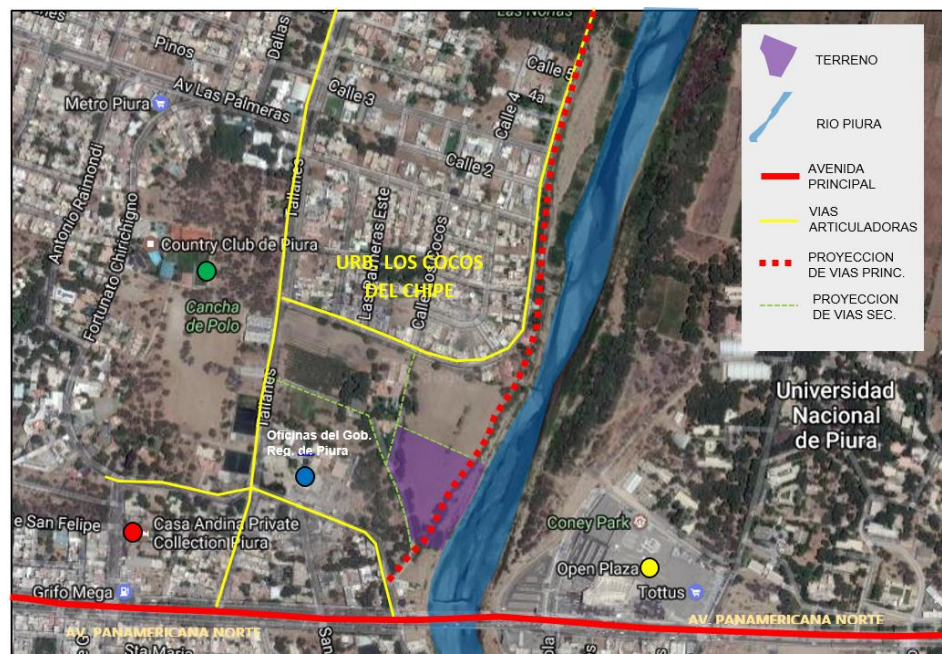 Las Norias
Pinos
Dalias
Calle 5
Metro Piura
Av Las Palmeras
Calle 3
4a
Calle 4
Calle 2
Antonio Raimondi
Fortunato Chirichigno
Tallanes
Las Palmeras Este
Calle Los Cocos
Country Club de Piura
URB. LOS COCOS
DEL CHIPE
Cancha
de Polo
Tallanes
Oficinas del Gob.
Reg. de Piura
Universidad
Nacional
de Piura
e San Felipe
Casa Andina Private
Collection Piura
Coney Park
Open Plaza
Tottus
Grifo Mega
AV. PANAMERICANA NORTE
AV. PANAMERICANA NORTE
Sta María
San
TERRENO
RIO PIURA
AVENIDA
PRINCIPAL
VIAS
ARTICULADORAS
PROYECCION
DE VIAS PRINC.
PROYECCION
DE VIAS SEC.